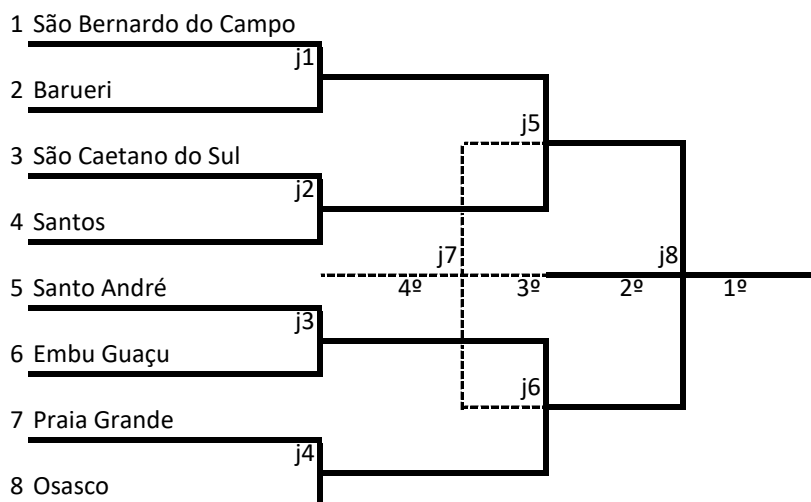 1 São Bernardo do Campo
j1
2 Barueri
j5
3 São Caetano do Sul
j2
4 Santos
j7
j8
4º 3º 2º 1º
5 Santo André
j3
6 Embu Guaçu
j6
7 Praia Grande
j4
8 Osasco